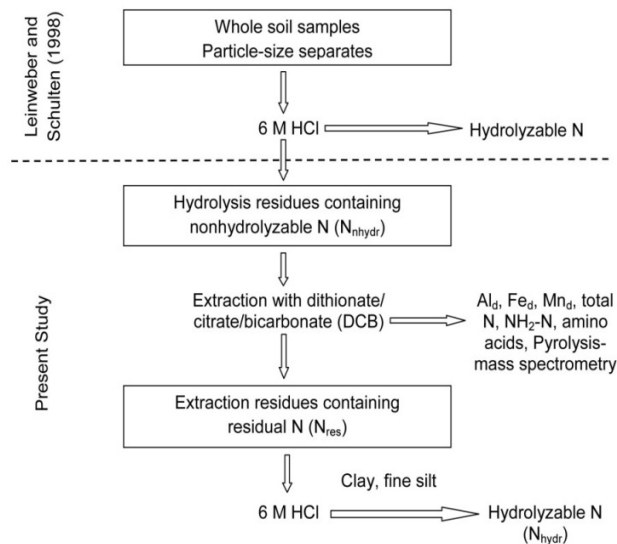 Leinweber and
Schulten (1998)
Whole soil samples
Particle-size separates
6 M HCl
Hydrolyzable N
Present Study
Hydrolysis residues containing
nonhydrolyzable N (Nnhydr)
Extraction with dithionate/
citrate/bicarbonate (DCB)
Ald, Fed, Mnd, total
N, NH2-N, amino
acids, Pyrolysis-
mass spectrometry
Extraction residues containing
residual N (Nres)
Clay, fine silt
6 M HCl
Hydrolyzable N
(Nhydr)